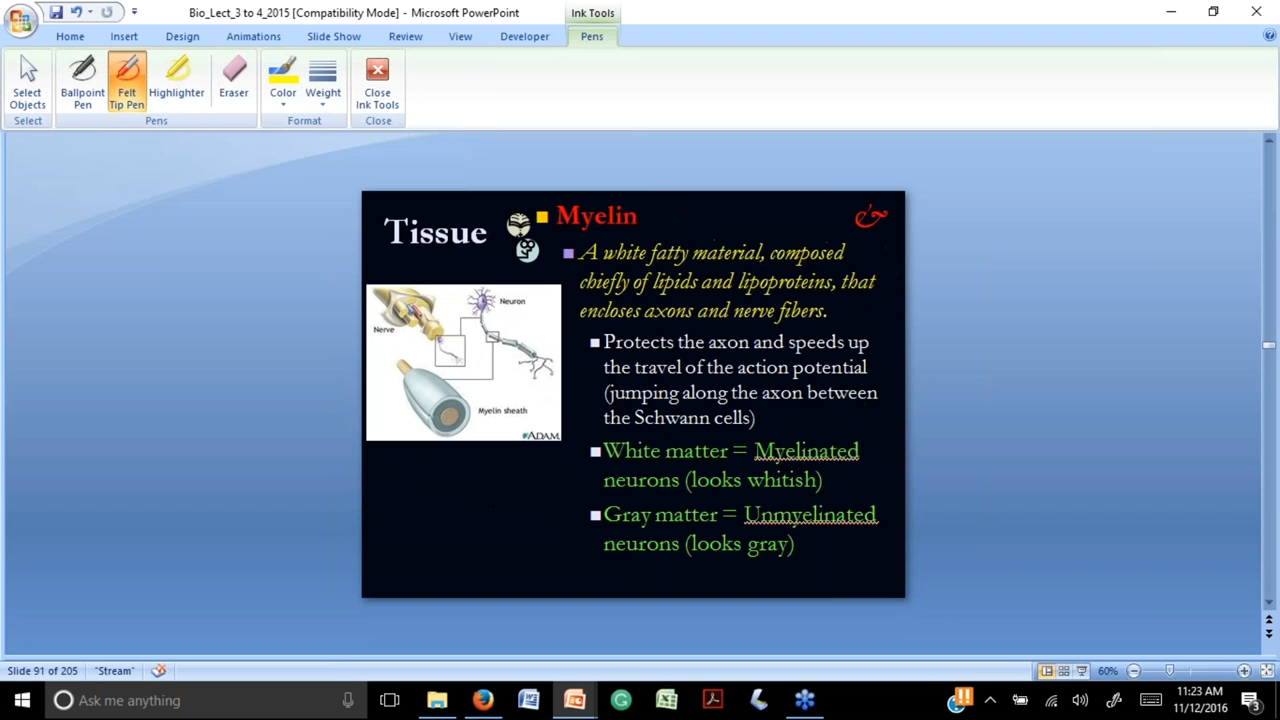 Bio_Lect_3 to 4_2015 [Compatibility Mode] - Microsoft PowerPoint
Ink Tools
Home
Insert
Design
Animations
Slide Show
Review
View
Developer
Pens
Select Objects
Ballpoint Pen
Felt Tip Pen
Highlighter
Eraser
Color
Weight
Close Ink Tools
Select
Pens
Format
Close
Tissue
Myelin
A white fatty material, composed
chiefly of lipids and lipoproteins, that
encloses axons and nerve fibers.
Protects the axon and speeds up
the travel of the action potential
(jumping along the axon between
the Schwann cells)
White matter = Myelinated
neurons (looks whitish)
Gray matter = Unmyelinated
neurons (looks gray)
Neuron
Nerve
Myelin sheath
ADAM
Slide 91 of 205
"Stream"
60%
Ask me anything
11:23 AM
11/12/2016
3